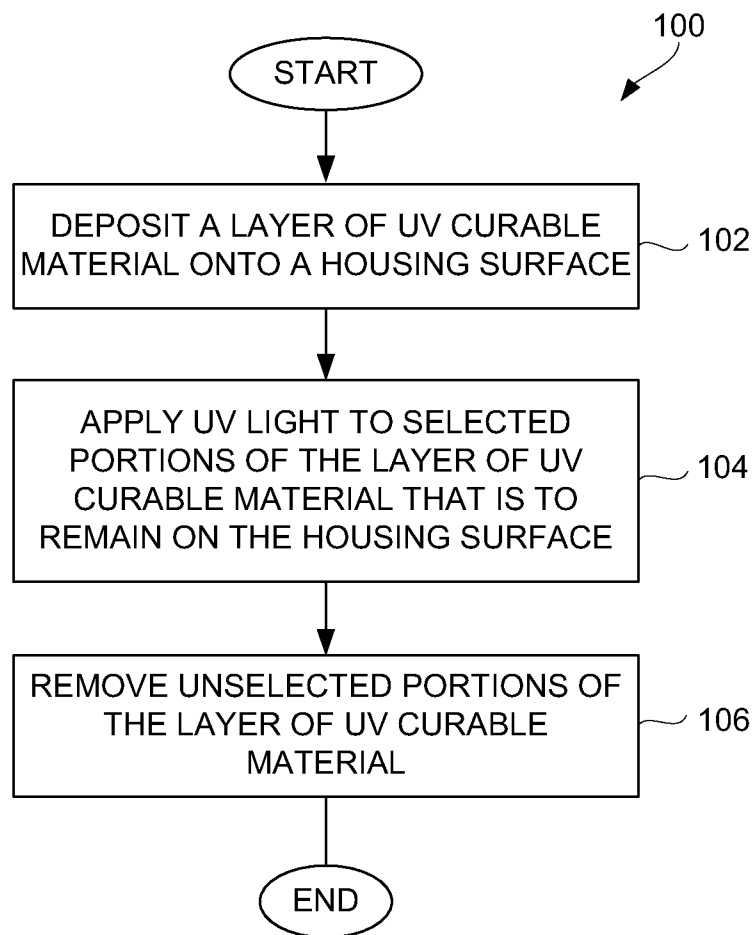 100
START
DEPOSIT A LAYER OF UV CURABLE
MATERIAL ONTO A HOUSING SURFACE
102
APPLY UV LIGHT TO SELECTED
PORTIONS OF THE LAYER OF UV
CURABLE MATERIAL THAT IS TO
REMAIN ON THE HOUSING SURFACE
104
REMOVE UNSELECTED PORTIONS OF
THE LAYER OF UV CURABLE
MATERIAL
106
END